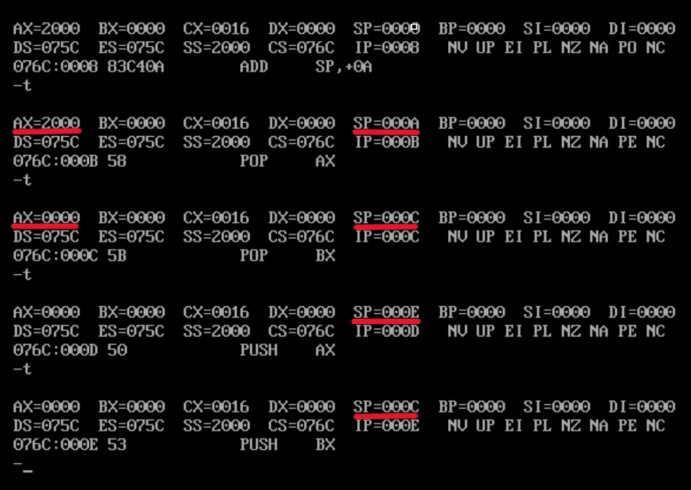 AX=2000 BX=0000 CX=0016 DX=0000 SP=0000 BP=0000 SI=0000 DI=0000
DS=075C ES=075C SS=2000 CS=076C IP=0008 NV UP EI PL NZ NA PO NC
076C:0008 83C40A ADD SP,+0A
-t
AX=2000 BX=0000 CX=0016 DX=0000 SP=000A BP=0000 SI=0000 DI=0000
DS=075C ES=075C SS=2000 CS=076C IP=000B NV UP EI PL NZ NA PE NC
076C:000B 58 POP AX
-t
AX=0000 BX=0000 CX=0016 DX=0000 SP=000C BP=0000 SI=0000 DI=0000
DS=075C ES=075C SS=2000 CS=076C IP=000C NV UP EI PL NZ NA PE NC
076C:000C 5B POP BX
-t
AX=0000 BX=0000 CX=0016 DX=0000 SP=000E BP=0000 SI=0000 DI=0000
DS=075C ES=075C SS=2000 CS=076C IP=000D NV UP EI PL NZ NA PE NC
076C:000D 50 PUSH AX
-t
AX=0000 BX=0000 CX=0016 DX=0000 SP=000C BP=0000 SI=0000 DI=0000
DS=075C ES=075C SS=2000 CS=076C IP=000E NV UP EI PL NZ NA PE NC
076C:000E 53 PUSH BX
-_